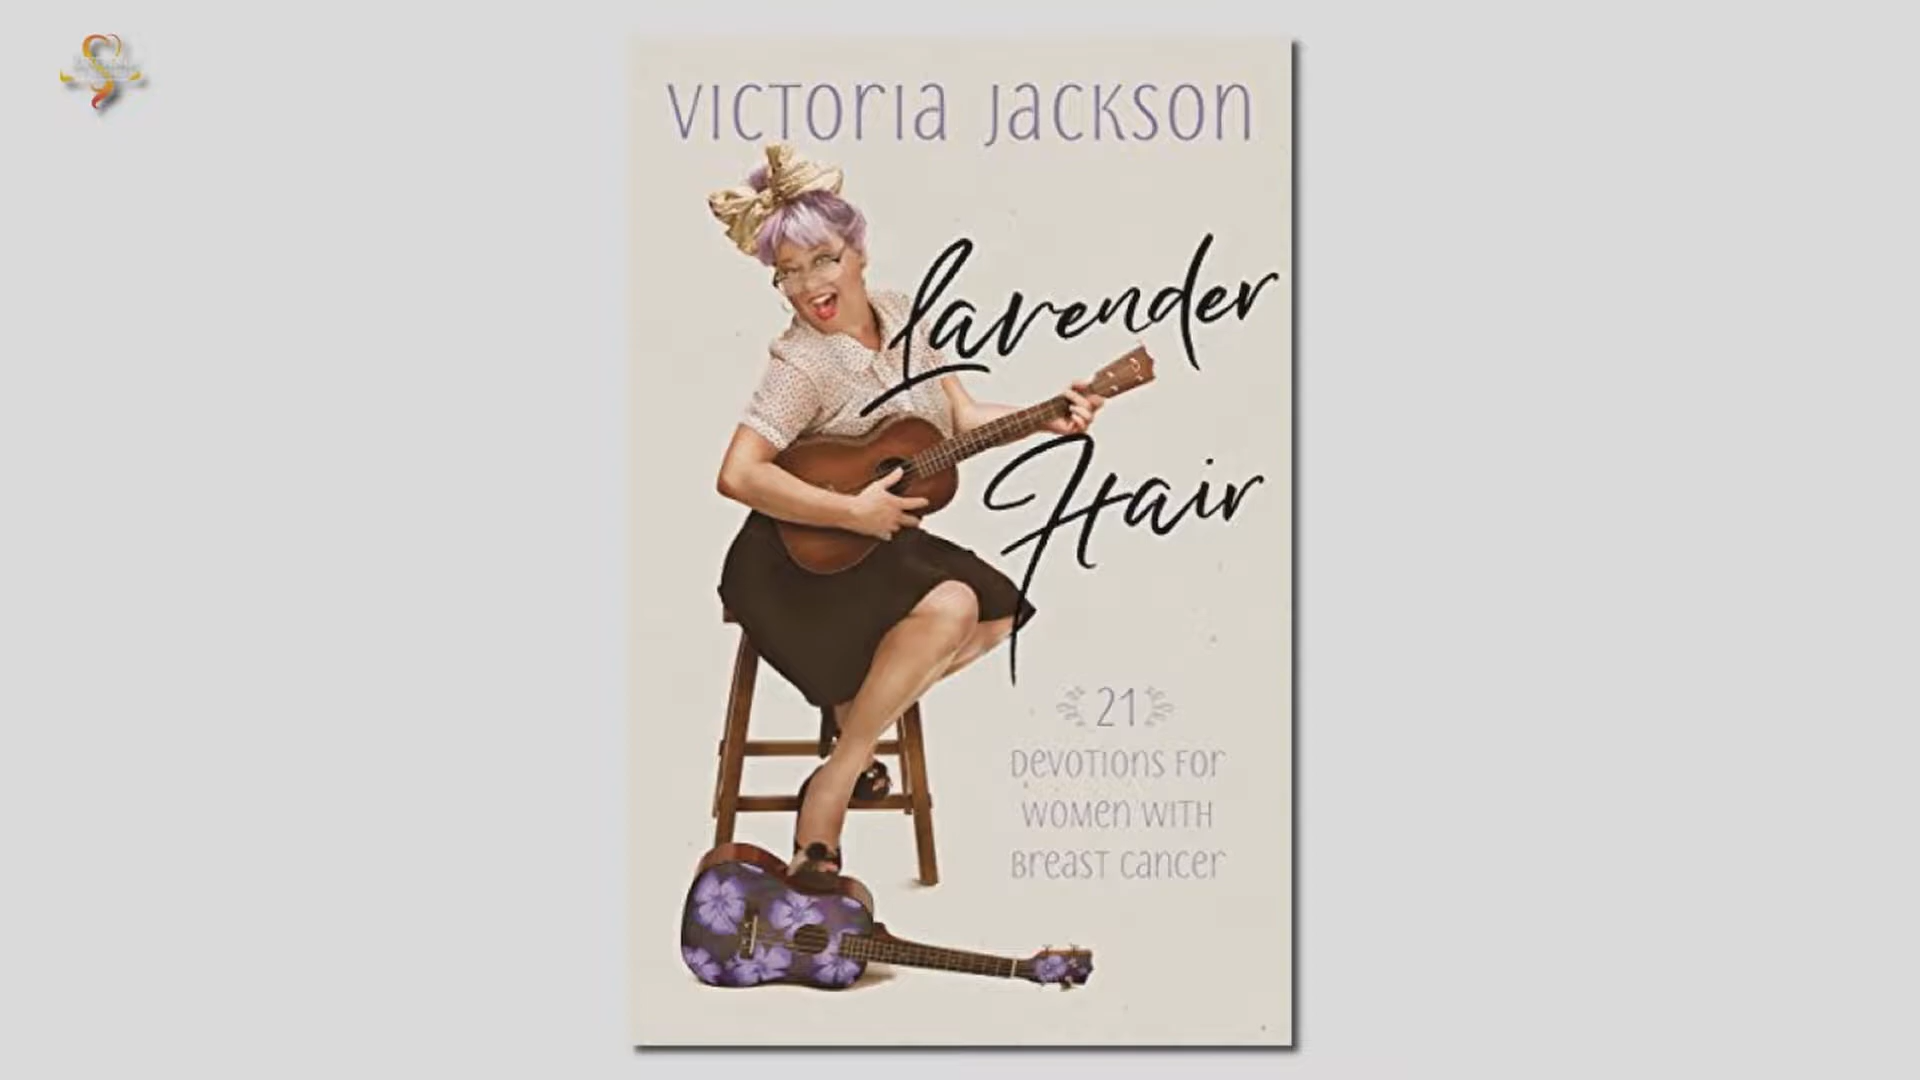 VICTORIA JACKSON
Lavender
Hair
21
DEVOTIONS FOR
WOMEN WITH
BREAST CANCER